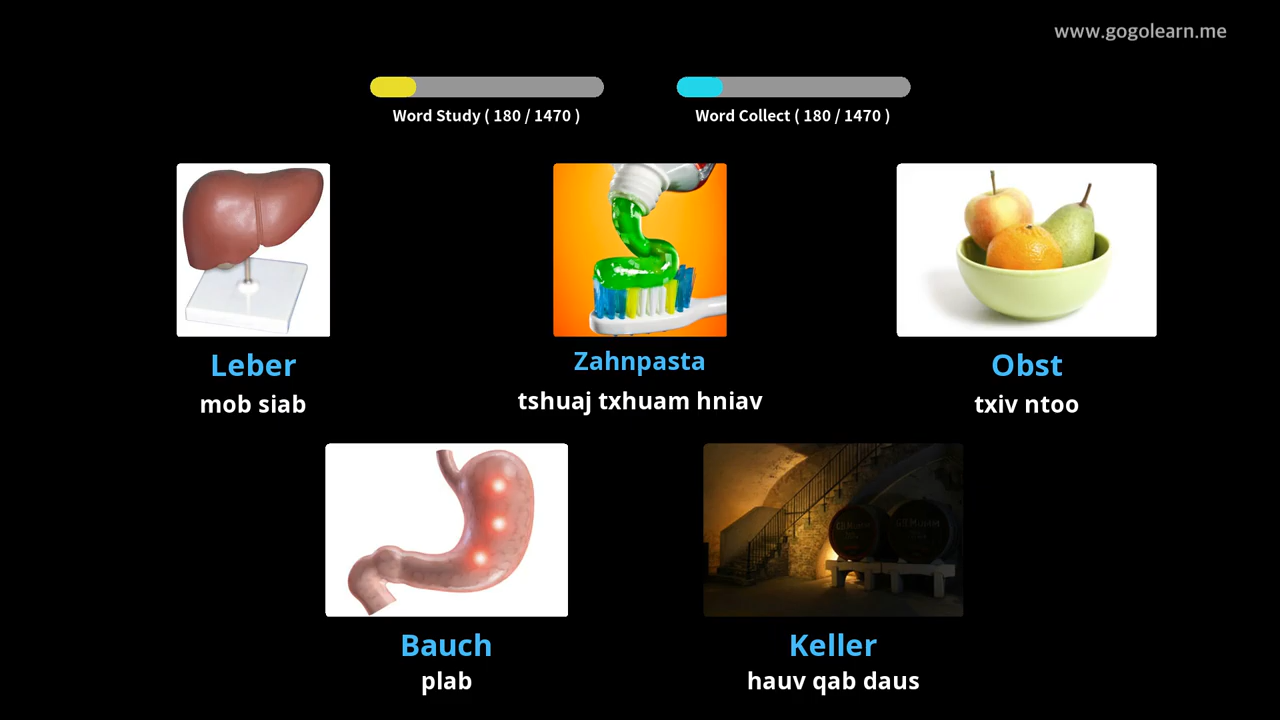 www.gogolearn.me
Word Study ( 180 / 1470 )
Word Collect ( 180 / 1470 )
Leber
mob siab
Zahnpasta
tshuaj txhuam hniav
Obst
txiv ntoo
Bauch
plab
Keller
hauv qab daus